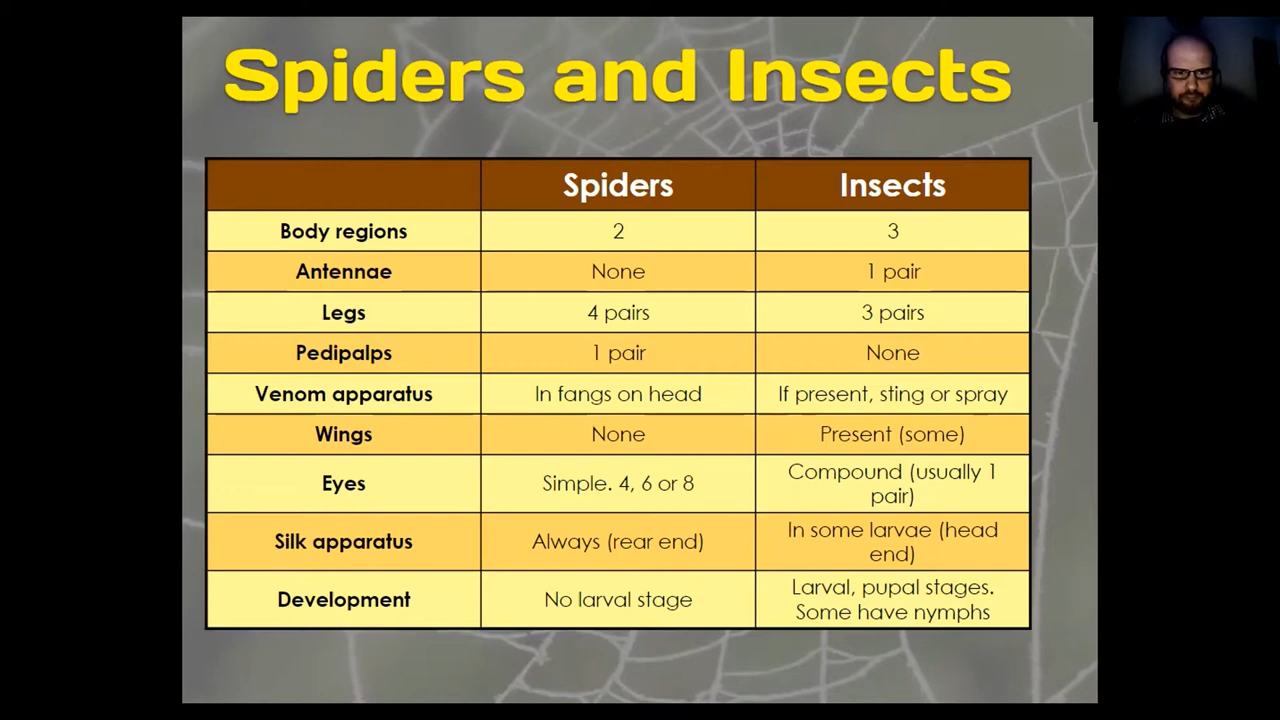 Spiders and Insects
Spiders Insects
Body regions 2 3
Antennae None 1 pair
Legs 4 pairs 3 pairs
Pedipalps 1 pair None
Venom apparatus In fangs on head If present, sting or spray
Wings None Present (some)
Eyes Simple. 4, 6 or 8 Compound (usually 1
pair)
Silk apparatus Always (rear end) In some larvae (head
end)
Development No larval stage Larval, pupal stages.
Some have nymphs